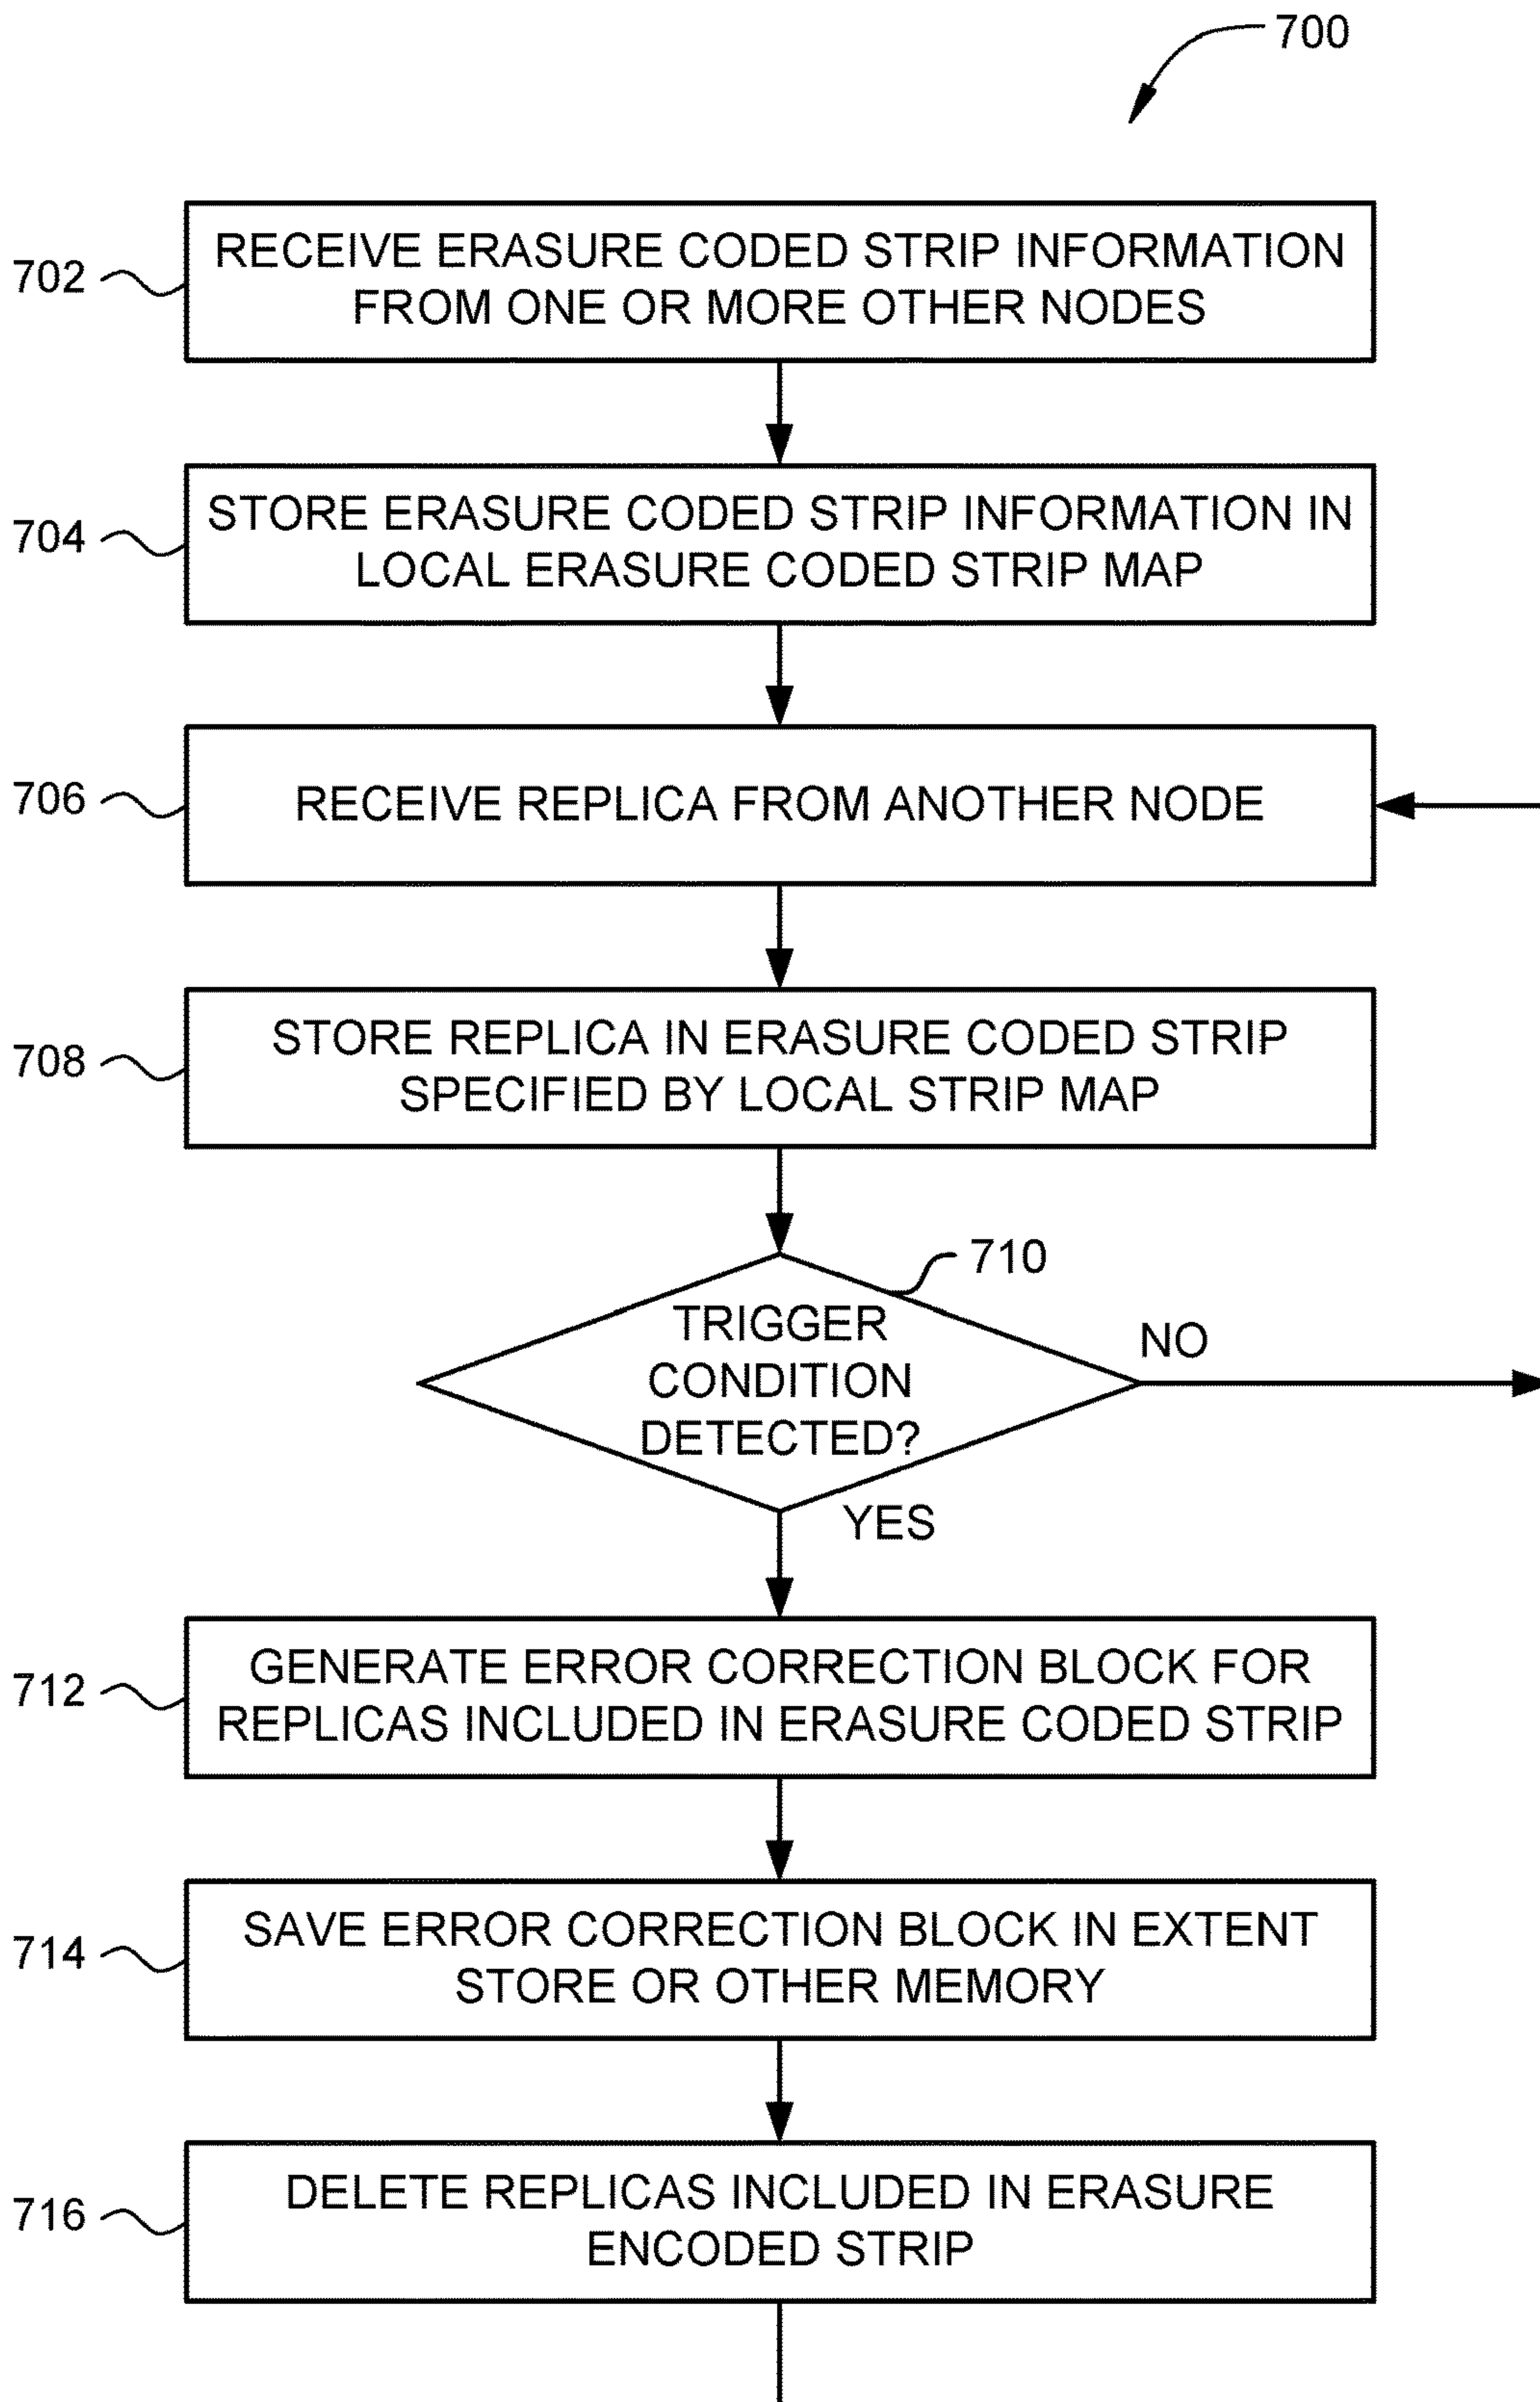 700
702
RECEIVE ERASURE CODED STRIP INFORMATION
FROM ONE OR MORE OTHER NODES
704
STORE ERASURE CODED STRIP INFORMATION IN
LOCAL ERASURE CODED STRIP MAP
706
RECEIVE REPLICA FROM ANOTHER NODE
708
STORE REPLICA IN ERASURE CODED STRIP
SPECIFIED BY LOCAL STRIP MAP
710
TRIGGER
CONDITION
DETECTED?
NO
YES
712
GENERATE ERROR CORRECTION BLOCK FOR
REPLICAS INCLUDED IN ERASURE CODED STRIP
714
SAVE ERROR CORRECTION BLOCK IN EXTENT
STORE OR OTHER MEMORY
716
DELETE REPLICAS INCLUDED IN ERASURE
ENCODED STRIP